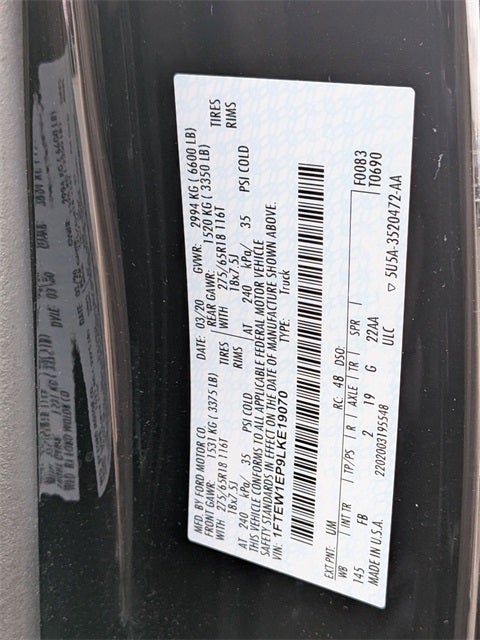 MFD. BY FORD MOTOR CO.
DATE: 03/20 GVWR: 2994 KG ( 6600 LB)
FRONT GAWR: 1531 KG ( 3375 LB) REAR GAWR: 1520 KG ( 3350 LB)
WITH 275/65R18 116T TIRES WITH 275/65R18 116T TIRES
18x7.5J RIMS 18x7.5J RIMS
AT 240 kPa/ 35 PSI COLD AT 240 kPa/ 35 PSI COLD
THIS VEHICLE CONFORMS TO ALL APPLICABLE FEDERAL MOTOR VEHICLE
SAFETY STANDARDS IN EFFECT ON THE DATE OF MANUFACTURE SHOWN ABOVE.
VIN: 1FTEW1EP9LKE19070 TYPE: Truck
EXT PNT: UM RC: 4B DSO: F0083
T0690
WB INT TR TP/PS R AXLE TR SPR
145 FB 2 19 G 22AA
MADE IN U.S.A. 2202003195548 ULC
5U5A-3520472-AA